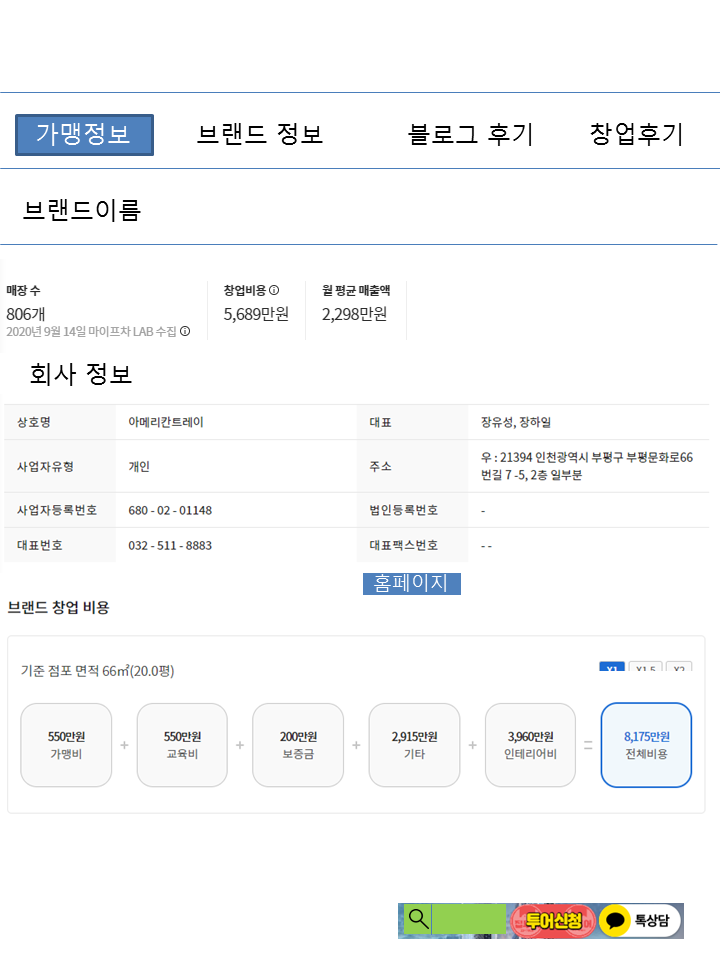 가맹정보 브랜드 정보 블로그 후기 창업후기
브랜드이름
매장 수 창업비용 월 평균 매출액
806개 5,689만원 2,298만원
2020년 9월 14일 마이프차 LAB 수집
회사 정보
상호명 아메리칸트레이 대표 장유성, 장하일
사업자유형 개인 주소 우 : 21394 인천광역시 부평구 부평문화로66
번길 7 -5, 2층 일부분
사업자등록번호 680 - 02 - 01148 법인등록번호 -
대표번호 032 - 511 - 8883 대표팩스번호 - -
홈페이지
브랜드 창업 비용
기준 점포 면적 66㎡(20.0평) X1 X1.5 X2
550만원 + 550만원 + 200만원 + 2,915만원 + 3,960만원 = 8,175만원
가맹비 교육비 보증금 기타 인테리어비 전체비용
투어신청 톡상담